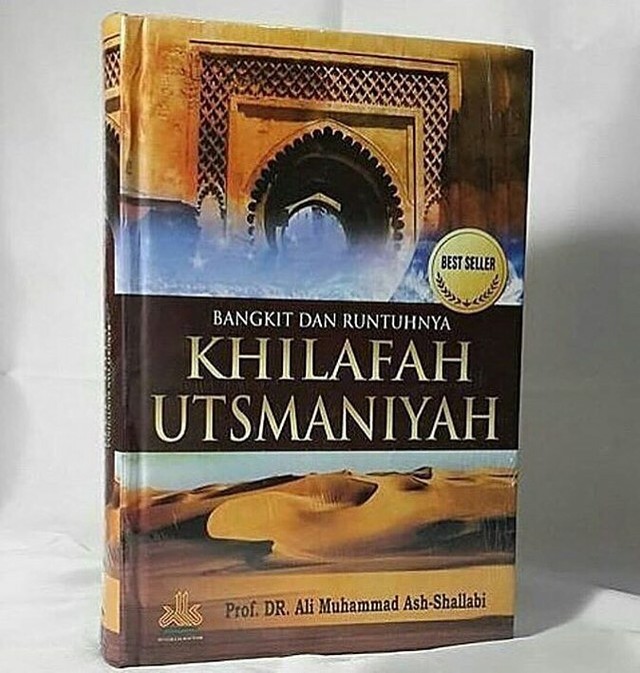 BEST SELLER
BANGKIT DAN RUNTUHNYA
KHILAFAH
UTSMANIYAH
Prof. DR. Ali Muhammad Ash-Shallabi